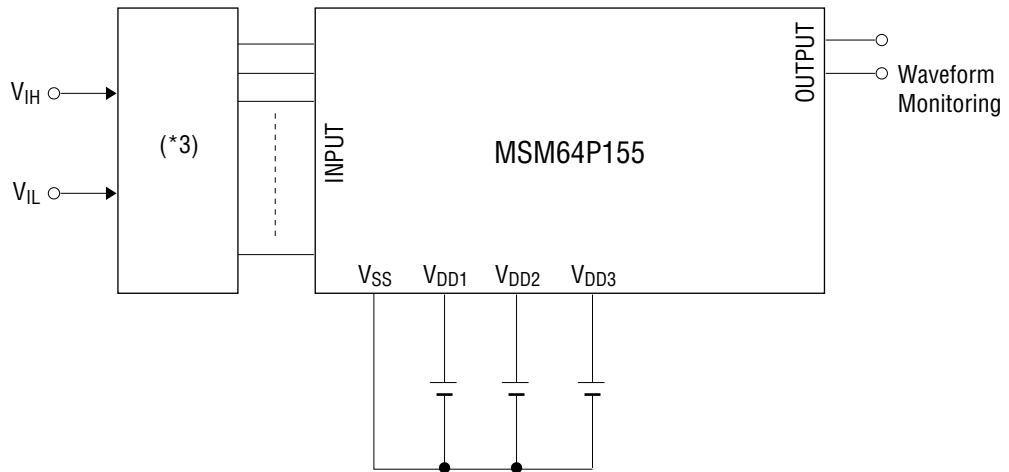 V_IH
V_IL
(*3)
INPUT
MSM64P155
OUTPUT
Waveform
Monitoring
V_SS V_DD1 V_DD2 V_DD3